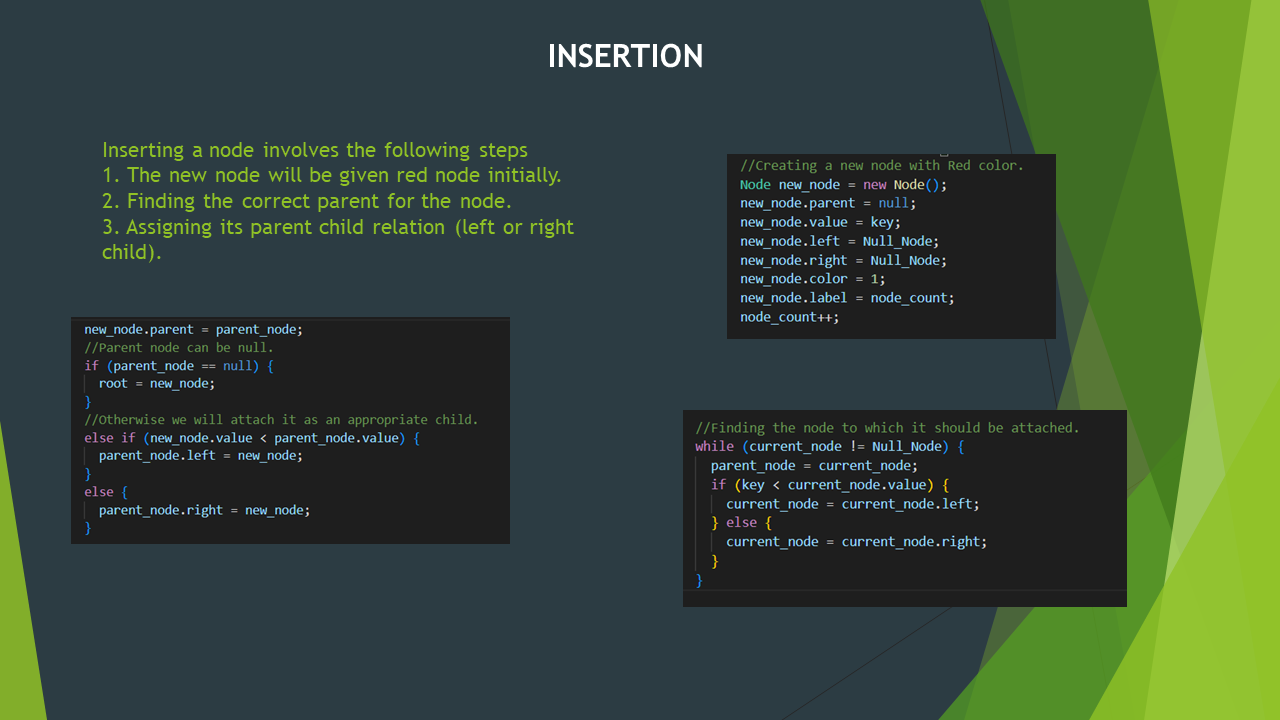 INSERTION
Inserting a node involves the following steps
1. The new node will be given red node initially.
2. Finding the correct parent for the node.
3. Assigning its parent child relation (left or right
child).
//Creating a new node with Red color.
Node new_node = new Node();
new_node.parent = null;
new_node.value = key;
new_node.left = Null_Node;
new_node.right = Null_Node;
new_node.color = 1;
new_node.label = node_count;
node_count++;
new_node.parent = parent_node;
//Parent node can be null.
if (parent_node == null) {
root = new_node;
}
//Otherwise we will attach it as an appropriate child.
else if (new_node.value < parent_node.value) {
parent_node.left = new_node;
}
else {
parent_node.right = new_node;
}
//Finding the node to which it should be attached.
while (current_node != Null_Node) {
parent_node = current_node;
if (key < current_node.value) {
current_node = current_node.left;
} else {
current_node = current_node.right;
}
}